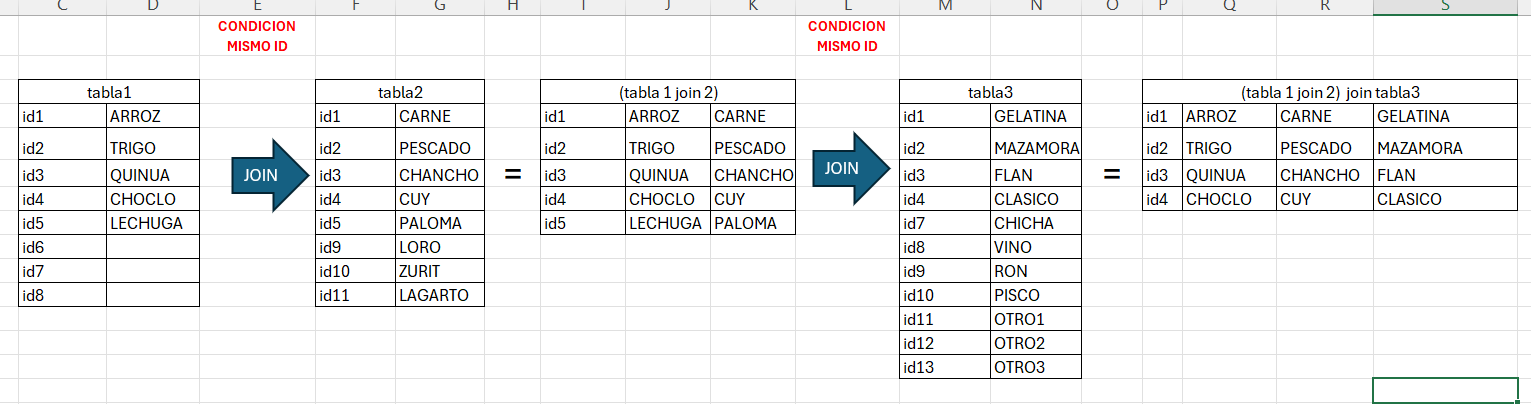 C D E F G H I J K L M N O P Q R S
CONDICION CONDICION
MISMO ID MISMO ID
tabla1 tabla2 (tabla 1 join 2) tabla3 (tabla 1 join 2) join tabla3
id1 ARROZ id1 CARNE id1 ARROZ CARNE id1 GELATINA id1 ARROZ CARNE GELATINA
id2 TRIGO id2 PESCADO id2 TRIGO PESCADO id2 MAZAMORA id2 TRIGO PESCADO MAZAMORA
id3 QUINUA JOIN id3 CHANCHO = id3 QUINUA CHANCHO JOIN id3 FLAN = id3 QUINUA CHANCHO FLAN
id4 CHOCLO id4 CUY id4 CHOCLO CUY id4 CLASICO id4 CHOCLO CUY CLASICO
id5 LECHUGA id5 PALOMA id5 LECHUGA PALOMA id7 CHICHA
id6 id9 LORO id8 VINO
id7 id10 ZURIT id9 RON
id8 id11 LAGARTO id10 PISCO
id11 OTRO1
id12 OTRO2
id13 OTRO3